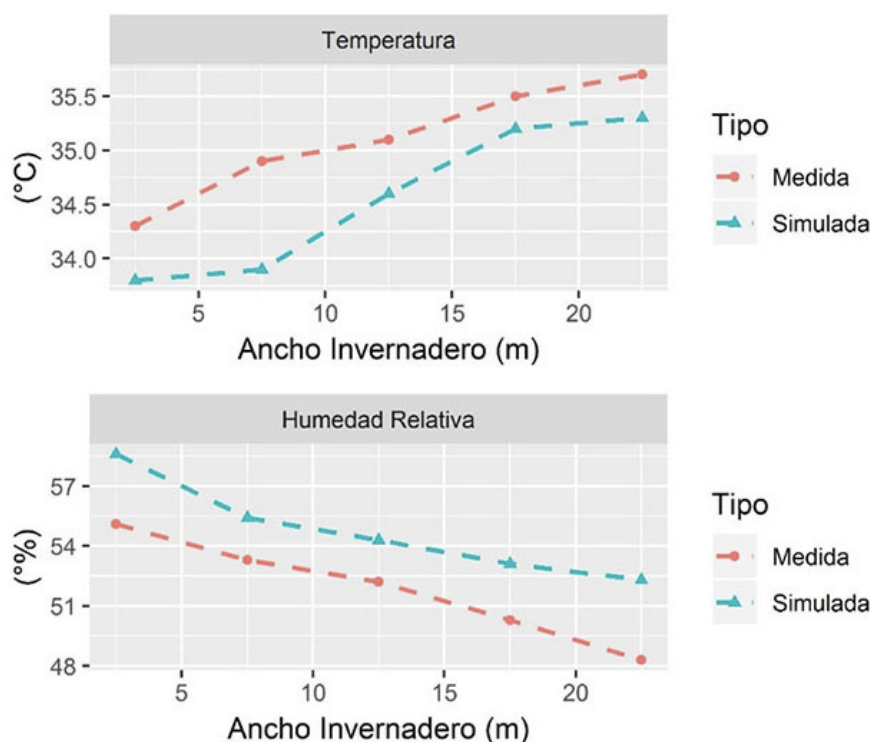 Temperatura
35.5
35.0
34.5
34.0
(°C)
5 10 15 20
Ancho Invernadero (m)
Tipo
Medida
Simulada
Humedad Relativa
57
54
51
48
(°%)
5 10 15 20
Ancho Invernadero (m)
Tipo
Medida
Simulada